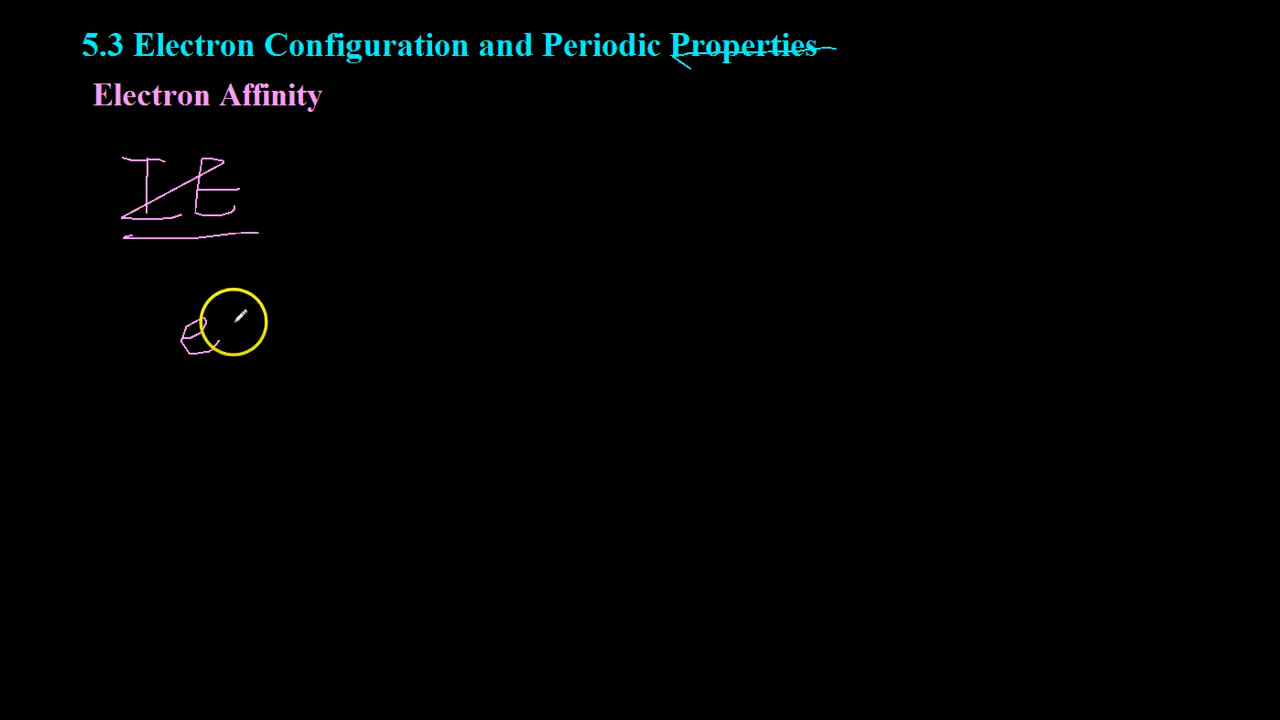 5.3 Electron Configuration and Periodic Properties
Electron Affinity
IE
e